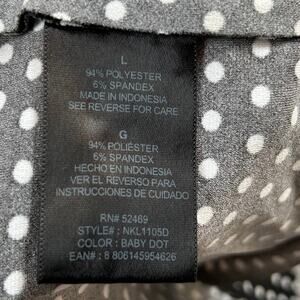 L
94% POLYESTER
6% SPANDEX
MADE IN INDONESIA
SEE REVERSE FOR CARE
G
94% POLIÉSTER
6% SPANDEX
HECHO EN INDONESIA
VER EL REVERSO PARA
INSTRUCCIONES DE CUIDADO
RN# 52469
STYLE# : NKL1105D
COLOR : BABY DOT
EAN# : 8 806145954626